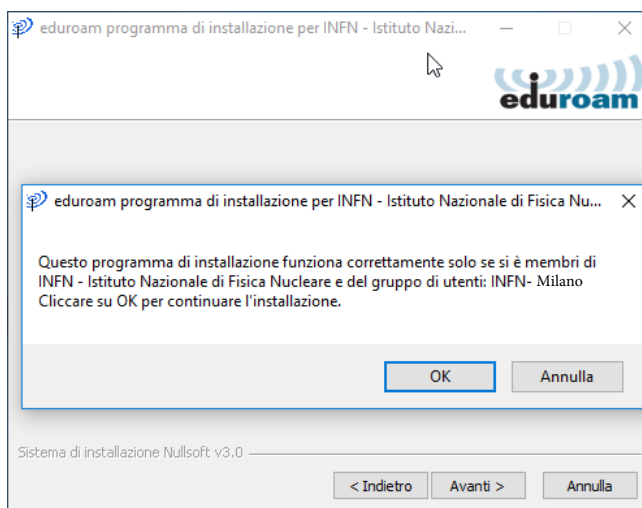 eduroam programma di installazione per INFN - Istituto Nazi...
eduroam
eduroam programma di installazione per INFN - Istituto Nazionale di Fisica Nu...
Questo programma di installazione funziona correttamente solo se si è membri di
INFN - Istituto Nazionale di Fisica Nucleare e del gruppo di utenti: INFN- Milano
Cliccare su OK per continuare l'installazione.
OK Annulla
Sistema di installazione Nullsoft v3.0
< Indietro Avanti > Annulla